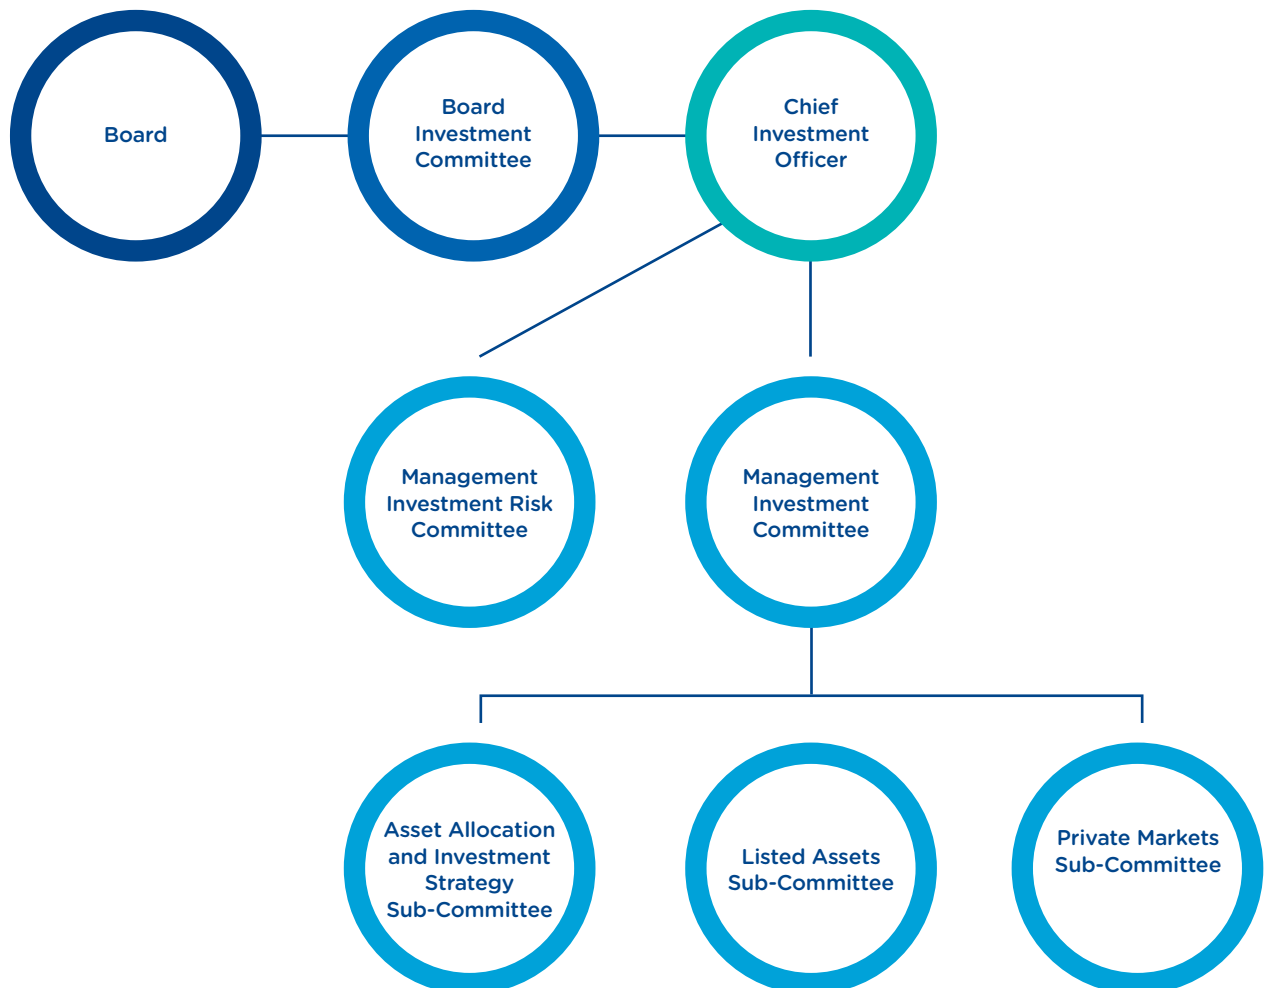 Board
Board
Investment
Committee
Chief
Investment
Officer
Management
Investment Risk
Committee
Management
Investment
Committee
Asset Allocation
and Investment
Strategy
Sub-Committee
Listed Assets
Sub-Committee
Private Markets
Sub-Committee